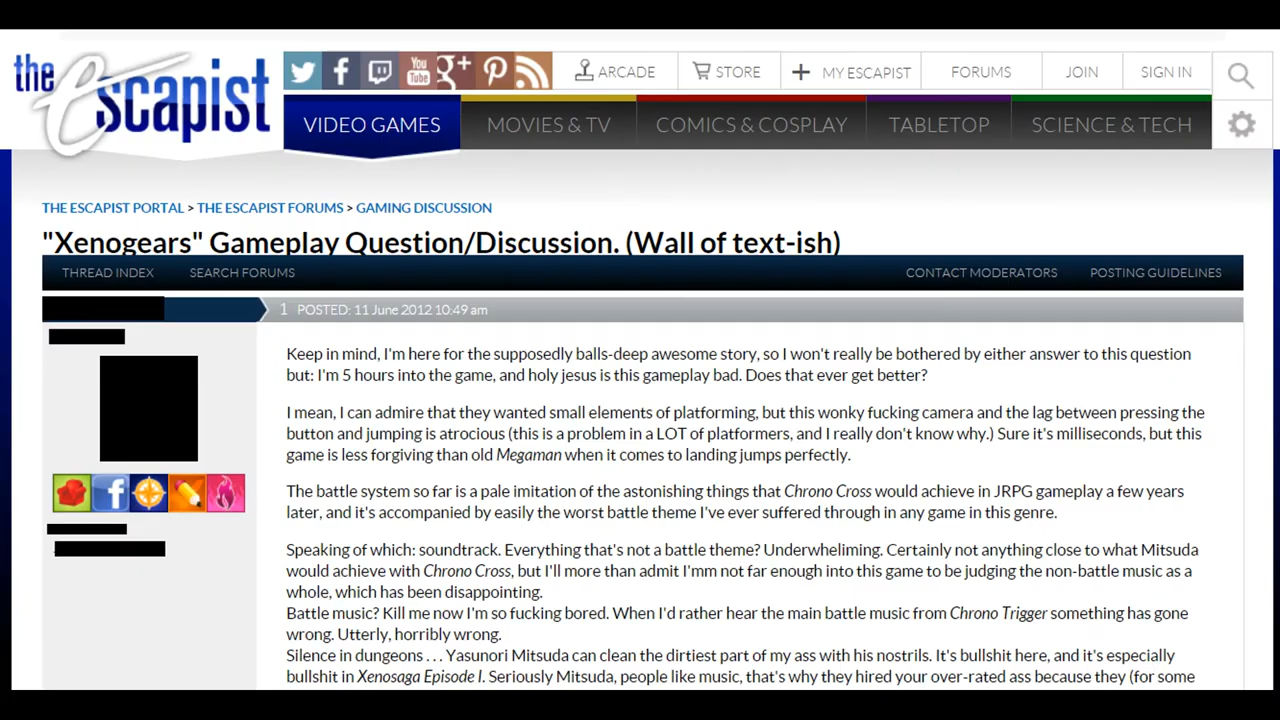 the escapist
You Tube
g+
ARCADE
STORE
MY ESCAPIST
FORUMS
JOIN
SIGN IN
VIDEO GAMES
MOVIES & TV
COMICS & COSPLAY
TABLETOP
SCIENCE & TECH
THE ESCAPIST PORTAL > THE ESCAPIST FORUMS > GAMING DISCUSSION
"Xenogears" Gameplay Question/Discussion. (Wall of text-ish)
THREAD INDEX
SEARCH FORUMS
CONTACT MODERATORS
POSTING GUIDELINES
1 POSTED: 11 June 2012 10:49 am
Keep in mind, I'm here for the supposedly balls-deep awesome story, so I won't really be bothered by either answer to this question
but: I'm 5 hours into the game, and holy jesus is this gameplay bad. Does that ever get better?
I mean, I can admire that they wanted small elements of platforming, but this wonky fucking camera and the lag between pressing the
button and jumping is atrocious (this is a problem in a LOT of platformers, and I really don't know why.) Sure it's milliseconds, but this
game is less forgiving than old Megaman when it comes to landing jumps perfectly.
The battle system so far is a pale imitation of the astonishing things that Chrono Cross would achieve in JRPG gameplay a few years
later, and it's accompanied by easily the worst battle theme I've ever suffered through in any game in this genre.
Speaking of which: soundtrack. Everything that's not a battle theme? Underwheliming. Certainly not anything close to what Mitsuda
would achieve with Chrono Cross, but I'll more than admit I'mm not far enough into this game to be judging the non-battle music as a
whole, which has been disappointing.
Battle music? Kill me now I'm so fucking bored. When I'd rather hear the main battle music from Chrono Trigger something has gone
wrong. Utterly, horribly wrong.
Silence in dungeons . . . Yasunori Mitsuda can clean the dirtiest part of my ass with his nostrils. It's bullshit here, and it's especially
bullshit in Xenosaga Episode I. Seriously Mitsuda, people like music, that's why they hired your over-rated ass because they (for some